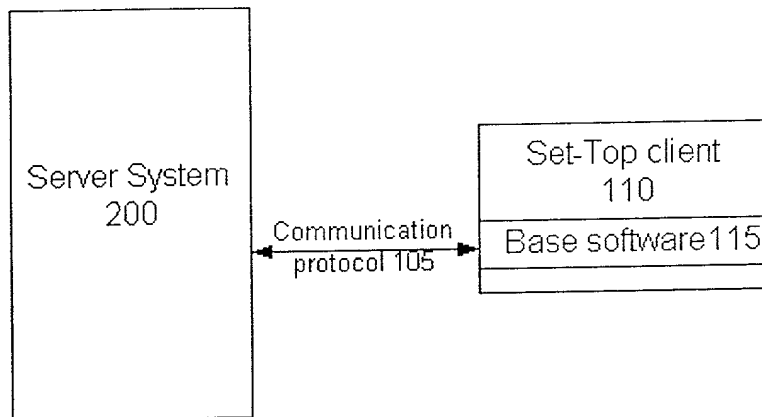 Server System
200
Communication
protocol 105
Set-Top client
110
Base software115